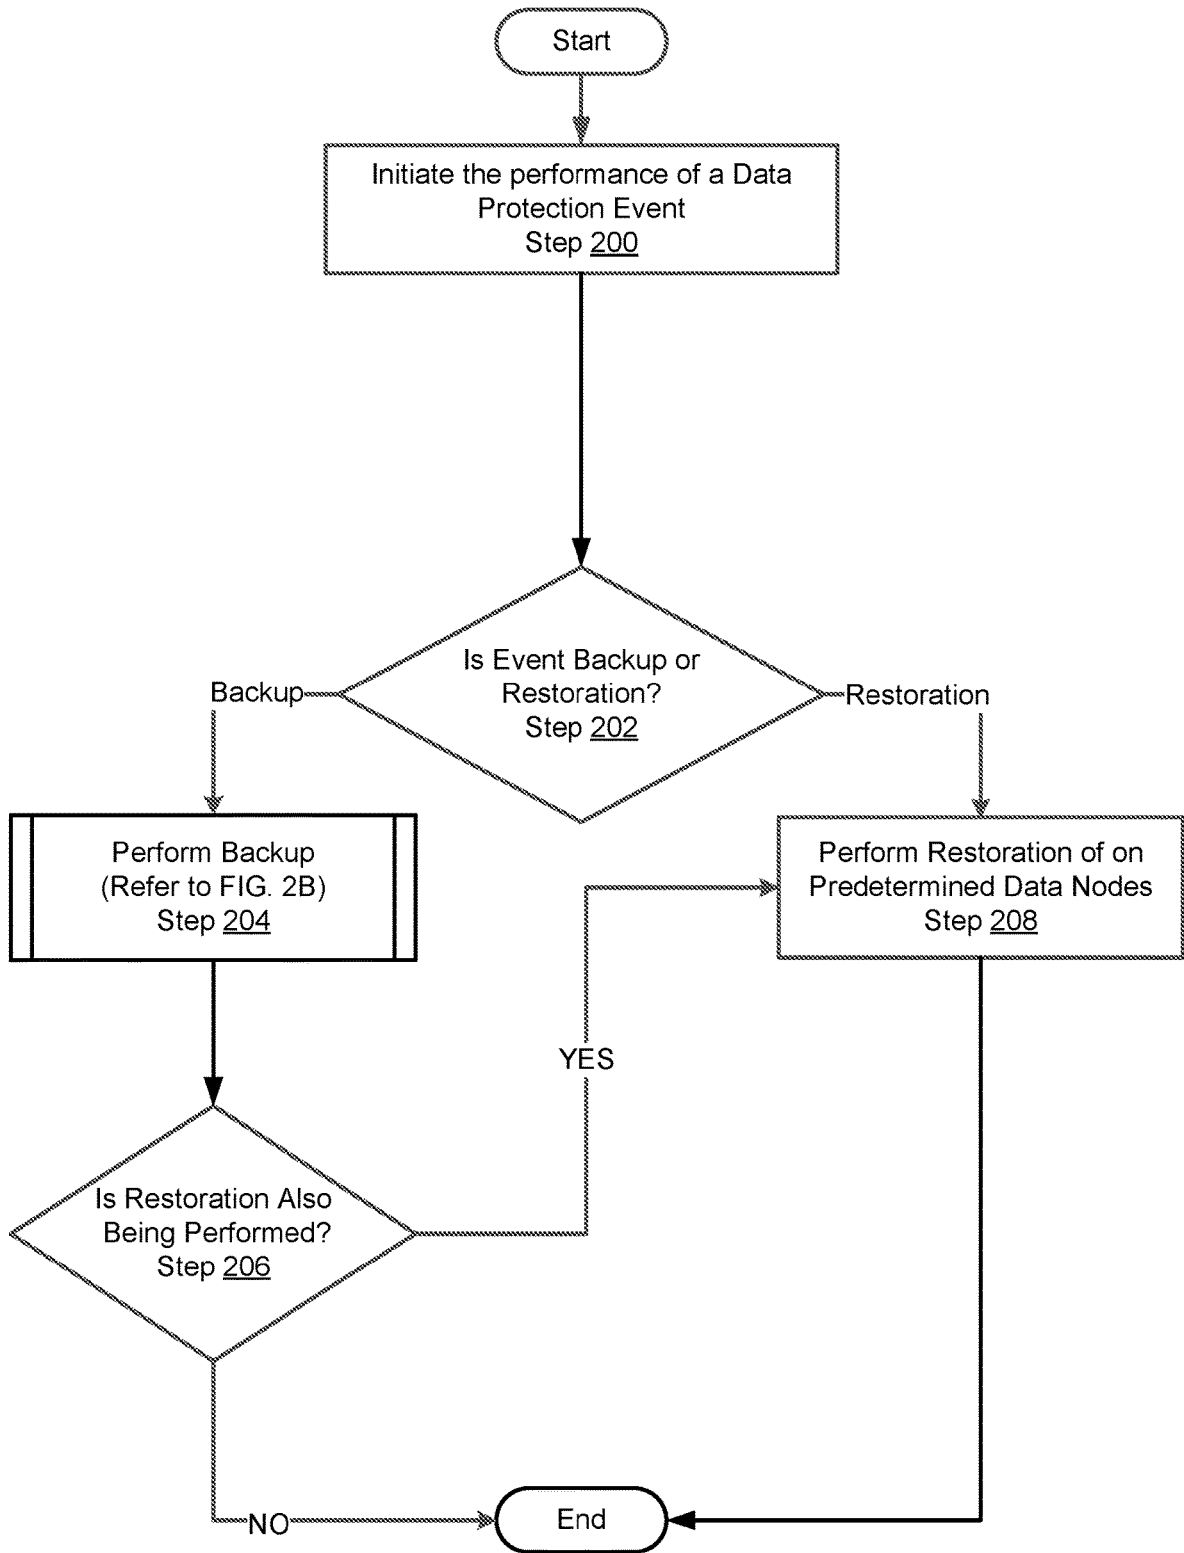 Start
Initiate the performance of a Data
Protection Event
Step 200
Is Event Backup or
Restoration?
Step 202
Backup
Restoration
Perform Backup
(Refer to FIG. 2B)
Step 204
Perform Restoration of on
Predetermined Data Nodes
Step 208
YES
Is Restoration Also
Being Performed?
Step 206
NO
End